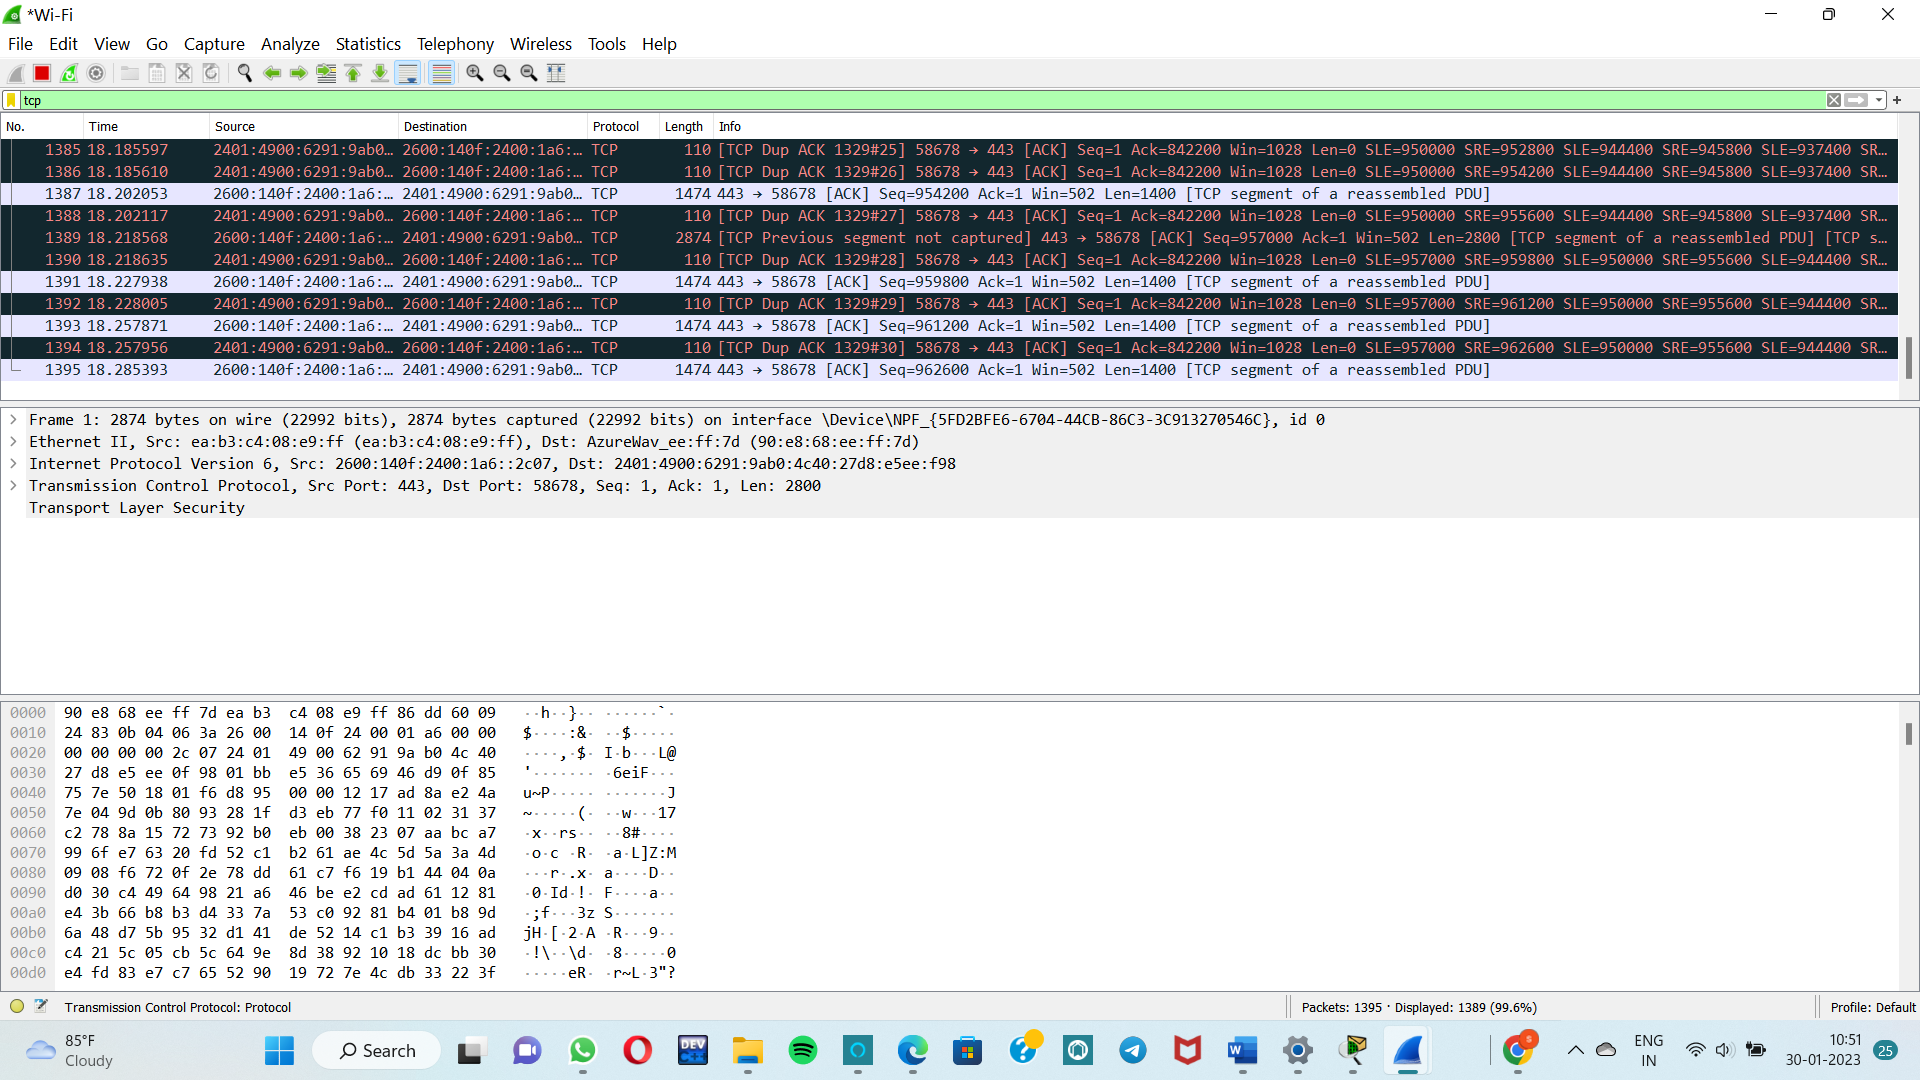 *Wi-Fi
File Edit View Go Capture Analyze Statistics Telephony Wireless Tools Help
tcp
No. Time Source Destination Protocol Length Info
1385 18.185597 2401:4900:6291:9ab0… 2600:140f:2400:1a6:… TCP 110 [TCP Dup ACK 1329#25] 58678 → 443 [ACK] Seq=1 Ack=842200 Win=1028 Len=0 SLE=950000 SRE=952800 SLE=944400 SRE=945800 SLE=937400 SR…
1386 18.185610 2401:4900:6291:9ab0… 2600:140f:2400:1a6:… TCP 110 [TCP Dup ACK 1329#26] 58678 → 443 [ACK] Seq=1 Ack=842200 Win=1028 Len=0 SLE=950000 SRE=954200 SLE=944400 SRE=945800 SLE=937400 SR…
1387 18.202053 2600:140f:2400:1a6:… 2401:4900:6291:9ab0… TCP 1474 443 → 58678 [ACK] Seq=954200 Ack=1 Win=502 Len=1400 [TCP segment of a reassembled PDU]
1388 18.202117 2401:4900:6291:9ab0… 2600:140f:2400:1a6:… TCP 110 [TCP Dup ACK 1329#27] 58678 → 443 [ACK] Seq=1 Ack=842200 Win=1028 Len=0 SLE=950000 SRE=955600 SLE=944400 SRE=945800 SLE=937400 SR…
1389 18.218568 2600:140f:2400:1a6:… 2401:4900:6291:9ab0… TCP 2874 [TCP Previous segment not captured] 443 → 58678 [ACK] Seq=957000 Ack=1 Win=502 Len=2800 [TCP segment of a reassembled PDU] [TCP s…
1390 18.218635 2401:4900:6291:9ab0… 2600:140f:2400:1a6:… TCP 110 [TCP Dup ACK 1329#28] 58678 → 443 [ACK] Seq=1 Ack=842200 Win=1028 Len=0 SLE=957000 SRE=959800 SLE=950000 SRE=955600 SLE=944400 SR…
1391 18.227938 2600:140f:2400:1a6:… 2401:4900:6291:9ab0… TCP 1474 443 → 58678 [ACK] Seq=959800 Ack=1 Win=502 Len=1400 [TCP segment of a reassembled PDU]
1392 18.228005 2401:4900:6291:9ab0… 2600:140f:2400:1a6:… TCP 110 [TCP Dup ACK 1329#29] 58678 → 443 [ACK] Seq=1 Ack=842200 Win=1028 Len=0 SLE=957000 SRE=961200 SLE=950000 SRE=955600 SLE=944400 SR…
1393 18.257871 2600:140f:2400:1a6:… 2401:4900:6291:9ab0… TCP 1474 443 → 58678 [ACK] Seq=961200 Ack=1 Win=502 Len=1400 [TCP segment of a reassembled PDU]
1394 18.257956 2401:4900:6291:9ab0… 2600:140f:2400:1a6:… TCP 110 [TCP Dup ACK 1329#30] 58678 → 443 [ACK] Seq=1 Ack=842200 Win=1028 Len=0 SLE=957000 SRE=962600 SLE=950000 SRE=955600 SLE=944400 SR…
1395 18.285393 2600:140f:2400:1a6:… 2401:4900:6291:9ab0… TCP 1474 443 → 58678 [ACK] Seq=962600 Ack=1 Win=502 Len=1400 [TCP segment of a reassembled PDU]
Frame 1: 2874 bytes on wire (22992 bits), 2874 bytes captured (22992 bits) on interface \Device\NPF_{5FD2BFE6-6704-44CB-86C3-3C913270546C}, id 0
Ethernet II, Src: ea:b3:c4:08:e9:ff (ea:b3:c4:08:e9:ff), Dst: AzureWav_ee:ff:7d (90:e8:68:ee:ff:7d)
Internet Protocol Version 6, Src: 2600:140f:2400:1a6::2c07, Dst: 2401:4900:6291:9ab0:4c40:27d8:e5ee:f98
Transmission Control Protocol, Src Port: 443, Dst Port: 58678, Seq: 1, Ack: 1, Len: 2800
Transport Layer Security
0000 90 e8 68 ee ff 7d ea b3 c4 08 e9 ff 86 dd 60 09 ··h··}·· ······`·
0010 24 83 0b 04 06 3a 26 00 14 0f 24 00 01 a6 00 00 $····:&· ··$·····
0020 00 00 00 00 2c 07 24 01 49 00 62 91 9a b0 4c 40 ····,·$· I·b···L@
0030 27 d8 e5 ee 0f 98 01 bb e5 36 65 69 46 d9 0f 85 '······· ·6eiF···
0040 75 7e 50 18 01 f6 d8 95 00 00 12 17 ad 8a e2 4a u~P····· ·······J
0050 7e 04 9d 0b 80 93 28 1f d3 eb 77 f0 11 02 31 37 ~·····(· ··w···17
0060 c2 78 8a 15 72 73 92 b0 eb 00 38 23 07 aa bc a7 ·x··rs·· ··8#····
0070 99 6f e7 63 20 fd 52 c1 b2 61 ae 4c 5d 5a 3a 4d ·o·c ·R· ·a·L]Z:M
0080 09 08 f6 72 0f 2e 78 dd 61 c7 f6 19 b1 44 04 0a ···r·.x· a····D··
0090 d0 30 c4 49 64 98 21 a6 46 be e2 cd ad 61 12 81 ·0·Id·!· F····a··
00a0 e4 3b 66 b8 b3 d4 33 7a 53 c0 92 81 b4 01 b8 9d ·;f···3z S·······
00b0 6a 48 d7 5b 95 32 d1 41 de 52 14 c1 b3 39 16 ad jH·[·2·A ·R···9··
00c0 c4 21 5c 05 cb 5c 64 9e 8d 38 92 10 18 dc bb 30 ·!\··\d· ·8·····0
00d0 e4 fd 83 e7 c7 65 52 90 19 72 7e 4c db 33 22 3f ·····eR· ·r~L·3"?
Transmission Control Protocol: Protocol
Packets: 1395 · Displayed: 1389 (99.6%)
Profile: Default
85°F
Cloudy
Search
DEV
C++
ENG
IN
10:51
30-01-2023
25